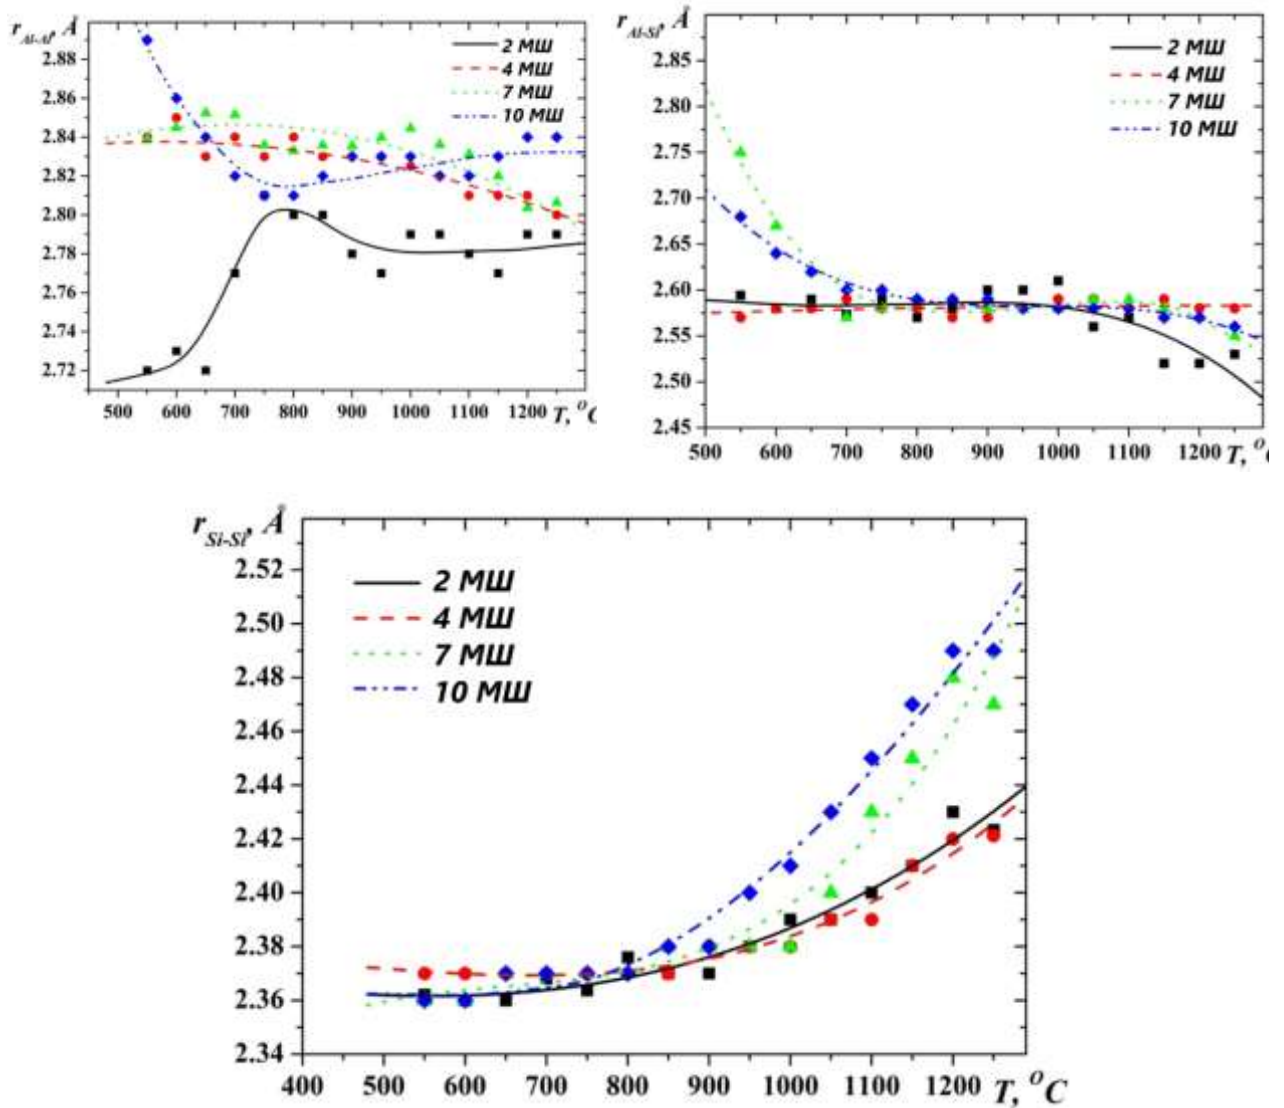 r Al-Al, Å
2.88
2.86
2.84
2.82
2.80
2.78
2.76
2.74
2.72
2 МШ
4 МШ
7 МШ
10 МШ
500 600 700 800 900 1000 1100 1200
T, °C
r Al-Si, Å
2.85
2.80
2.75
2.70
2.65
2.60
2.55
2.50
2.45
2 МШ
4 МШ
7 МШ
10 МШ
500 600 700 800 900 1000 1100 1200
T, °C
r Si-Si, Å
2.52
2.50
2.48
2.46
2.44
2.42
2.40
2.38
2.36
2.34
2 МШ
4 МШ
7 МШ
10 МШ
400 500 600 700 800 900 1000 1100 1200
T, °C